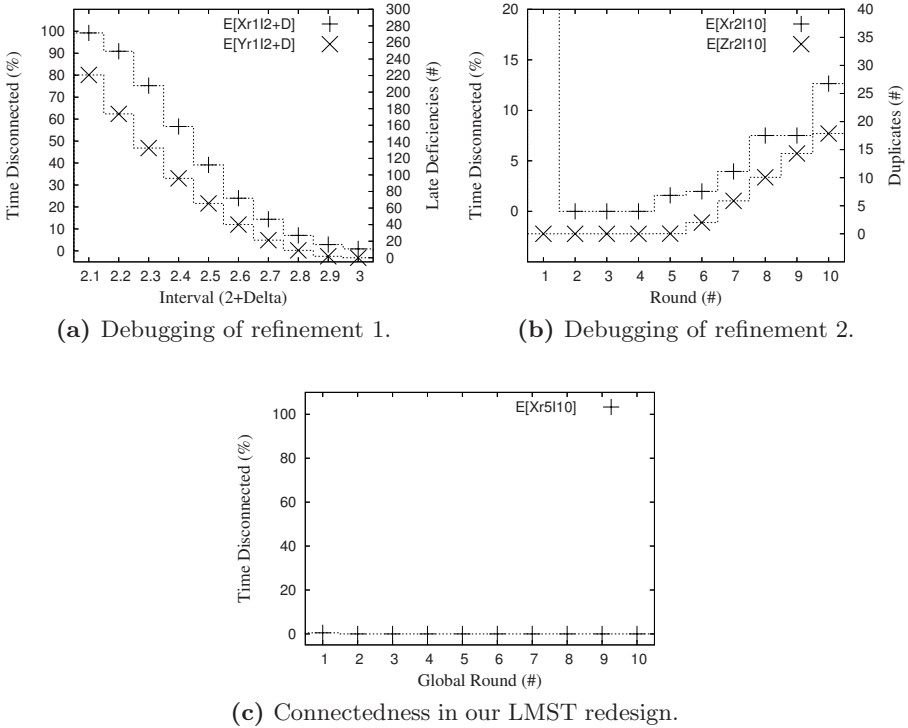 E[Xr1I2+D]
E[Yr1I2+D]
Time Disconnected (%)
100
90
80
70
60
50
40
30
20
10
0
Late Deficiencies (#)
300
280
260
240
220
200
180
160
140
120
100
80
60
40
20
0
2.1 2.2 2.3 2.4 2.5 2.6 2.7 2.8 2.9 3
Interval (2+Delta)
(a) Debugging of refinement 1.
E[Xr2I10]
E[Zr2I10]
Time Disconnected (%)
20
15
10
5
0
Duplicates (#)
40
35
30
25
20
15
10
5
0
1 2 3 4 5 6 7 8 9 10
Round (#)
(b) Debugging of refinement 2.
E[Xr5I10]
Time Disconnected (%)
100
80
60
40
20
0
1 2 3 4 5 6 7 8 9 10
Global Round (#)
(c) Connectedness in our LMST redesign.